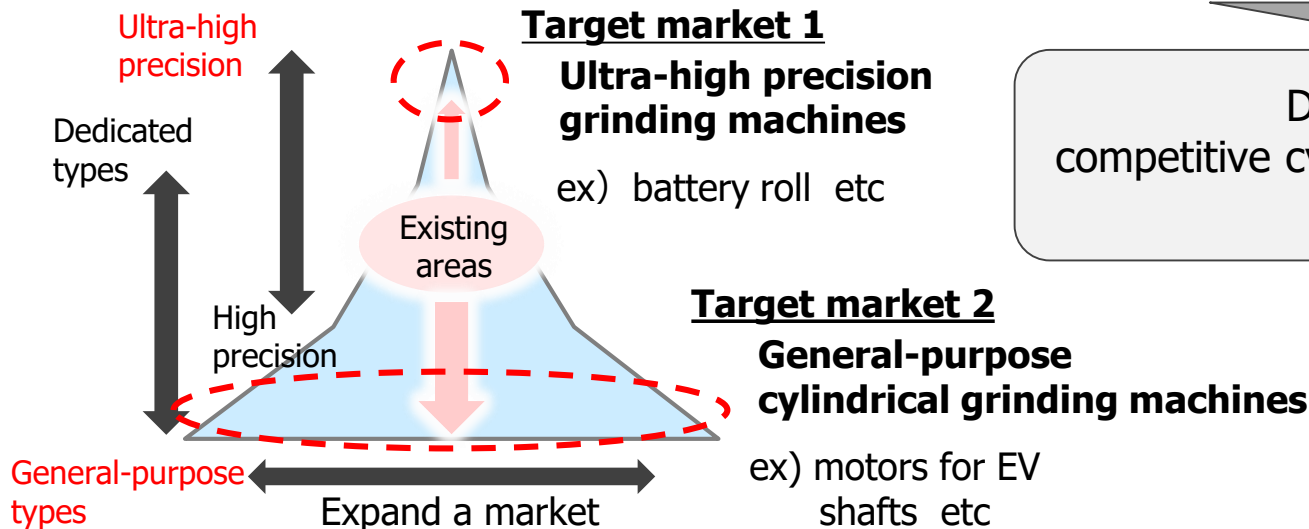 Ultra-high
precision
Target market 1
Ultra-high precision
grinding machines
ex）battery roll etc
Dedicated
types
Existing
areas
High
precision
Target market 2
General-purpose
cylindrical grinding machines
ex) motors for EV
shafts etc
General-purpose
types
Expand a market
competitive